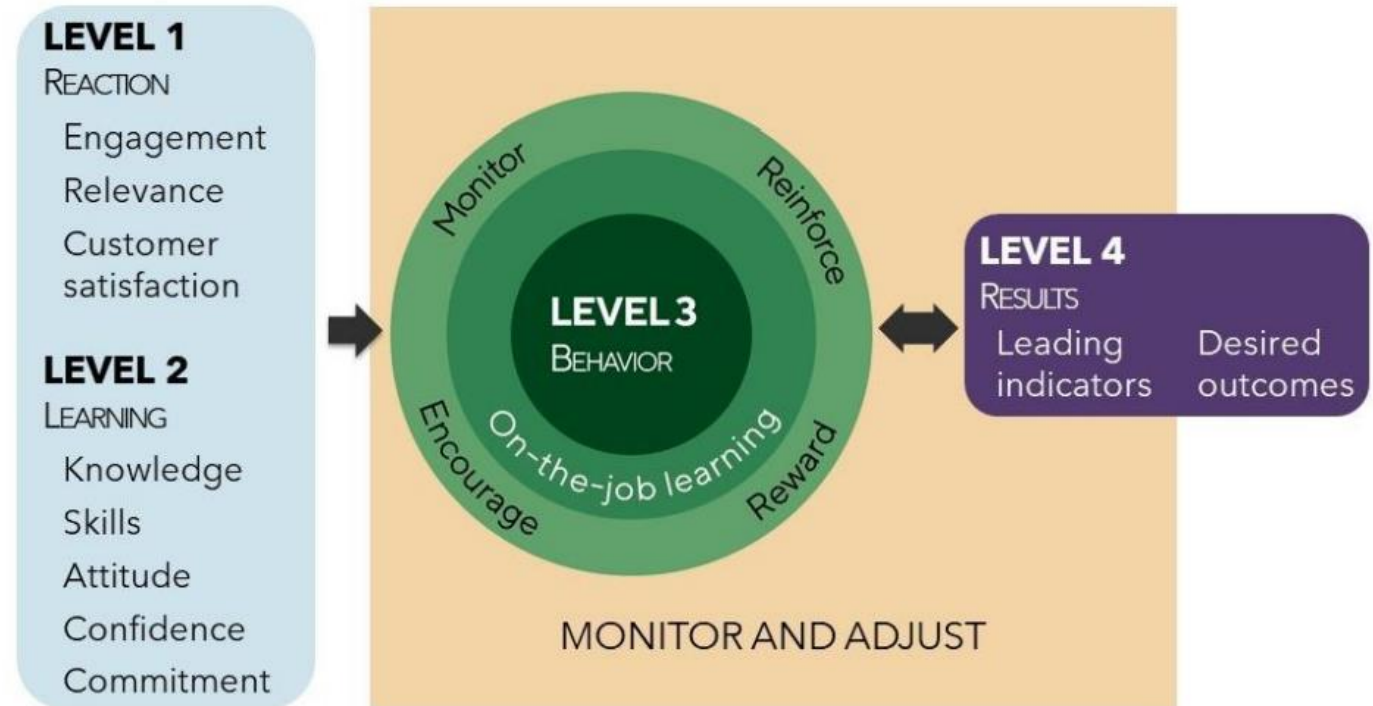 LEVEL 1
REACTION
Engagement
Relevance
Customer
satisfaction
LEVEL 2
LEARNING
Knowledge
Skills
Attitude
Confidence
Commitment
Monitor
Reinforce
Encourage
Reward
LEVEL 3
BEHAVIOR
On-the-job learning
MONITOR AND ADJUST
LEVEL 4
RESULTS
Leading
indicators
Desired
outcomes